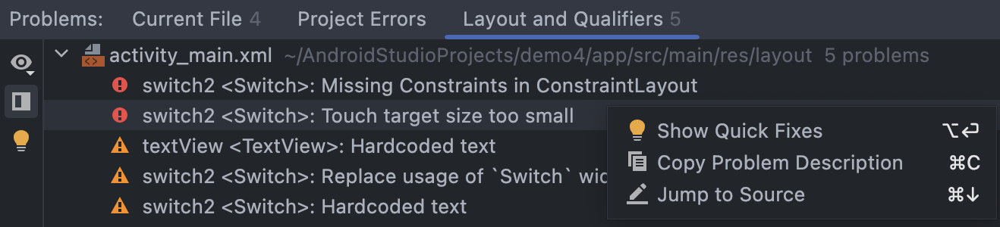 Problems: Current File 4 Project Errors Layout and Qualifiers 5
activity_main.xml ~/AndroidStudioProjects/demo4/app/src/main/res/layout 5 problems
switch2 <Switch>: Missing Constraints in ConstraintLayout
switch2 <Switch>: Touch target size too small
textView <TextView>: Hardcoded text
switch2 <Switch>: Replace usage of `Switch`
switch2 <Switch>: Hardcoded text
Show Quick Fixes ⌥↩
Copy Problem Description ⌘C
Jump to Source ⌘↓